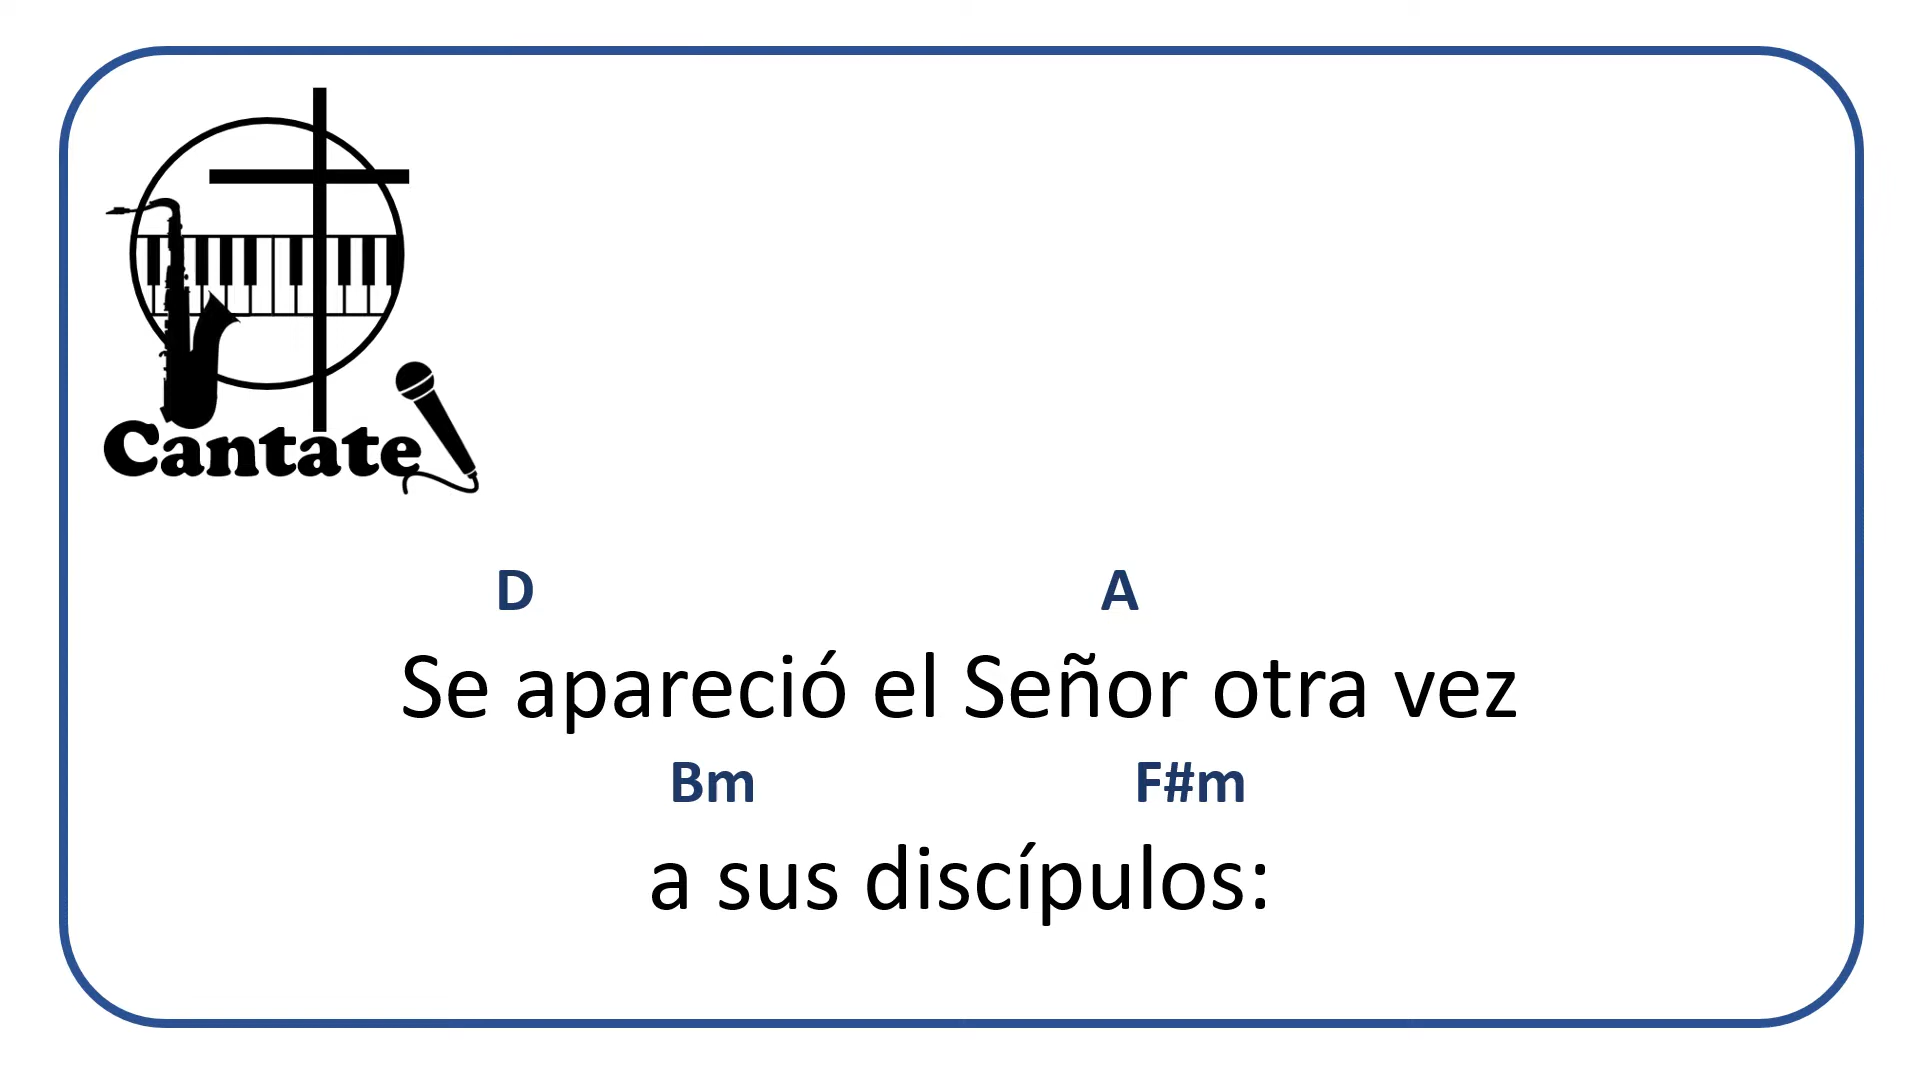 Cantate
D A
Se apareció el Señor otra vez
Bm F#m
a sus discípulos: